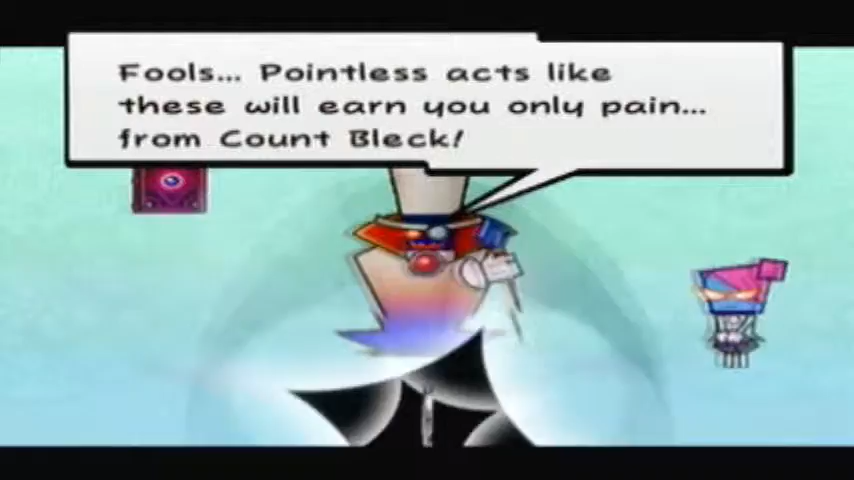 Fools... Pointless acts like
these will earn you only pain...
from Count Bleck!